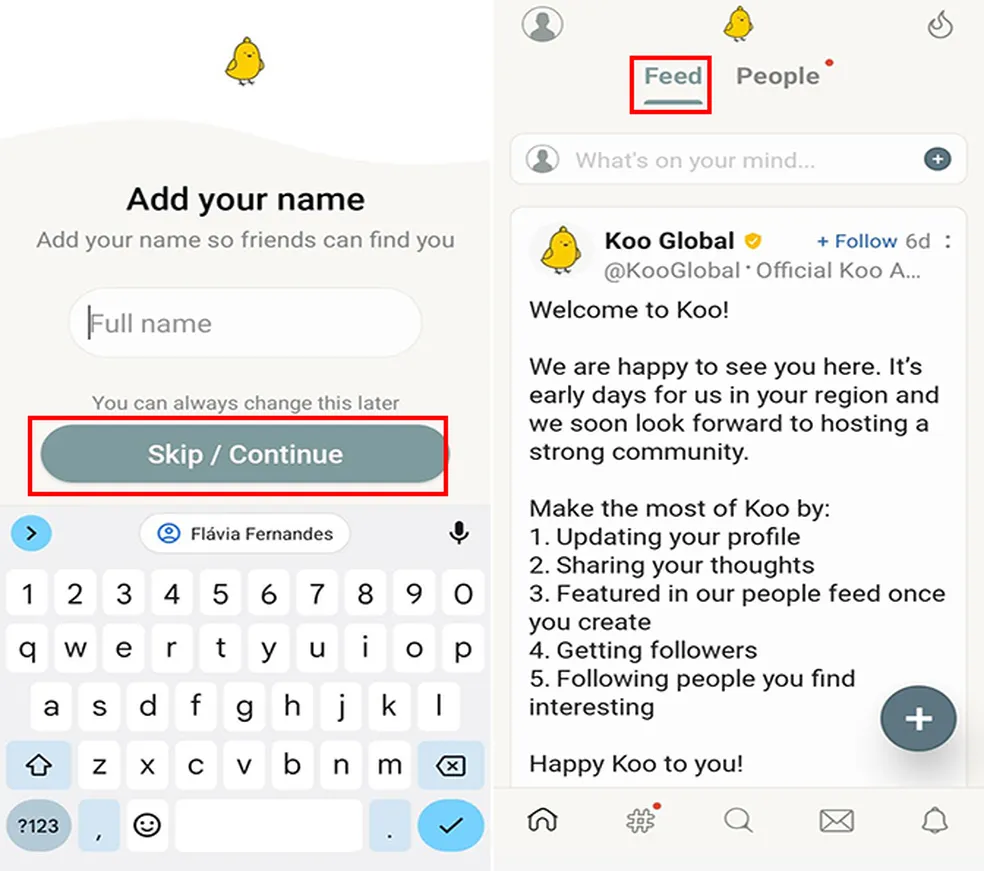 Add your name
Add your name so friends can find you
Full name
You can always change this later
Skip / Continue
Flávia Fernandes
1 2 3 4 5 6 7 8 9 0
q w e r t y u i o p
a s d f g h j k l
z x c v b n m
?123 , .
Feed People
What's on your mind...
Koo Global + Follow 6d
@KooGlobal · Official Koo A...
Welcome to Koo!
We are happy to see you here. It's
early days for us in your region and
we soon look forward to hosting a
strong community.
Make the most of Koo by:
1. Updating your profile
2. Sharing your thoughts
3. Featured in our people feed once
you create
4. Getting followers
5. Following people you find
interesting
Happy Koo to you!